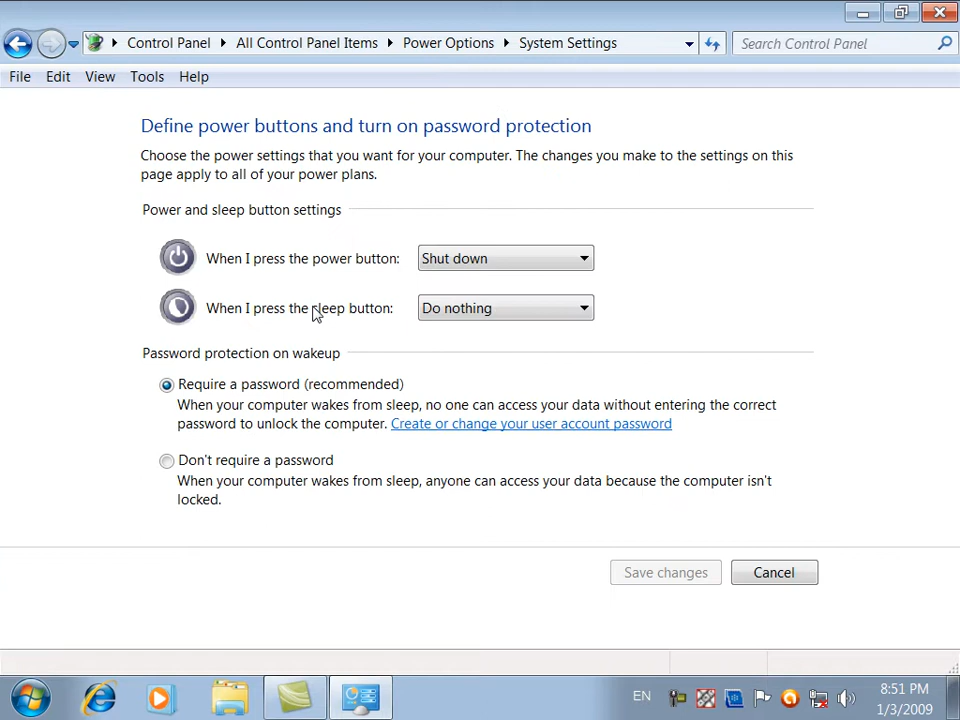 Control Panel All Control Panel Items Power Options System Settings Search Control Panel
File Edit View Tools Help
Define power buttons and turn on password protection
Choose the power settings that you want for your computer. The changes you make to the settings on this
page apply to all of your power plans.
Power and sleep button settings
When I press the power button: Shut down
When I press the sleep button: Do nothing
Password protection on wakeup
Require a password (recommended)
When your computer wakes from sleep, no one can access your data without entering the correct
password to unlock the computer. Create or change your user account password
Don't require a password
When your computer wakes from sleep, anyone can access your data because the computer isn't
locked.
Save changes Cancel
EN 8:51 PM
1/3/2009